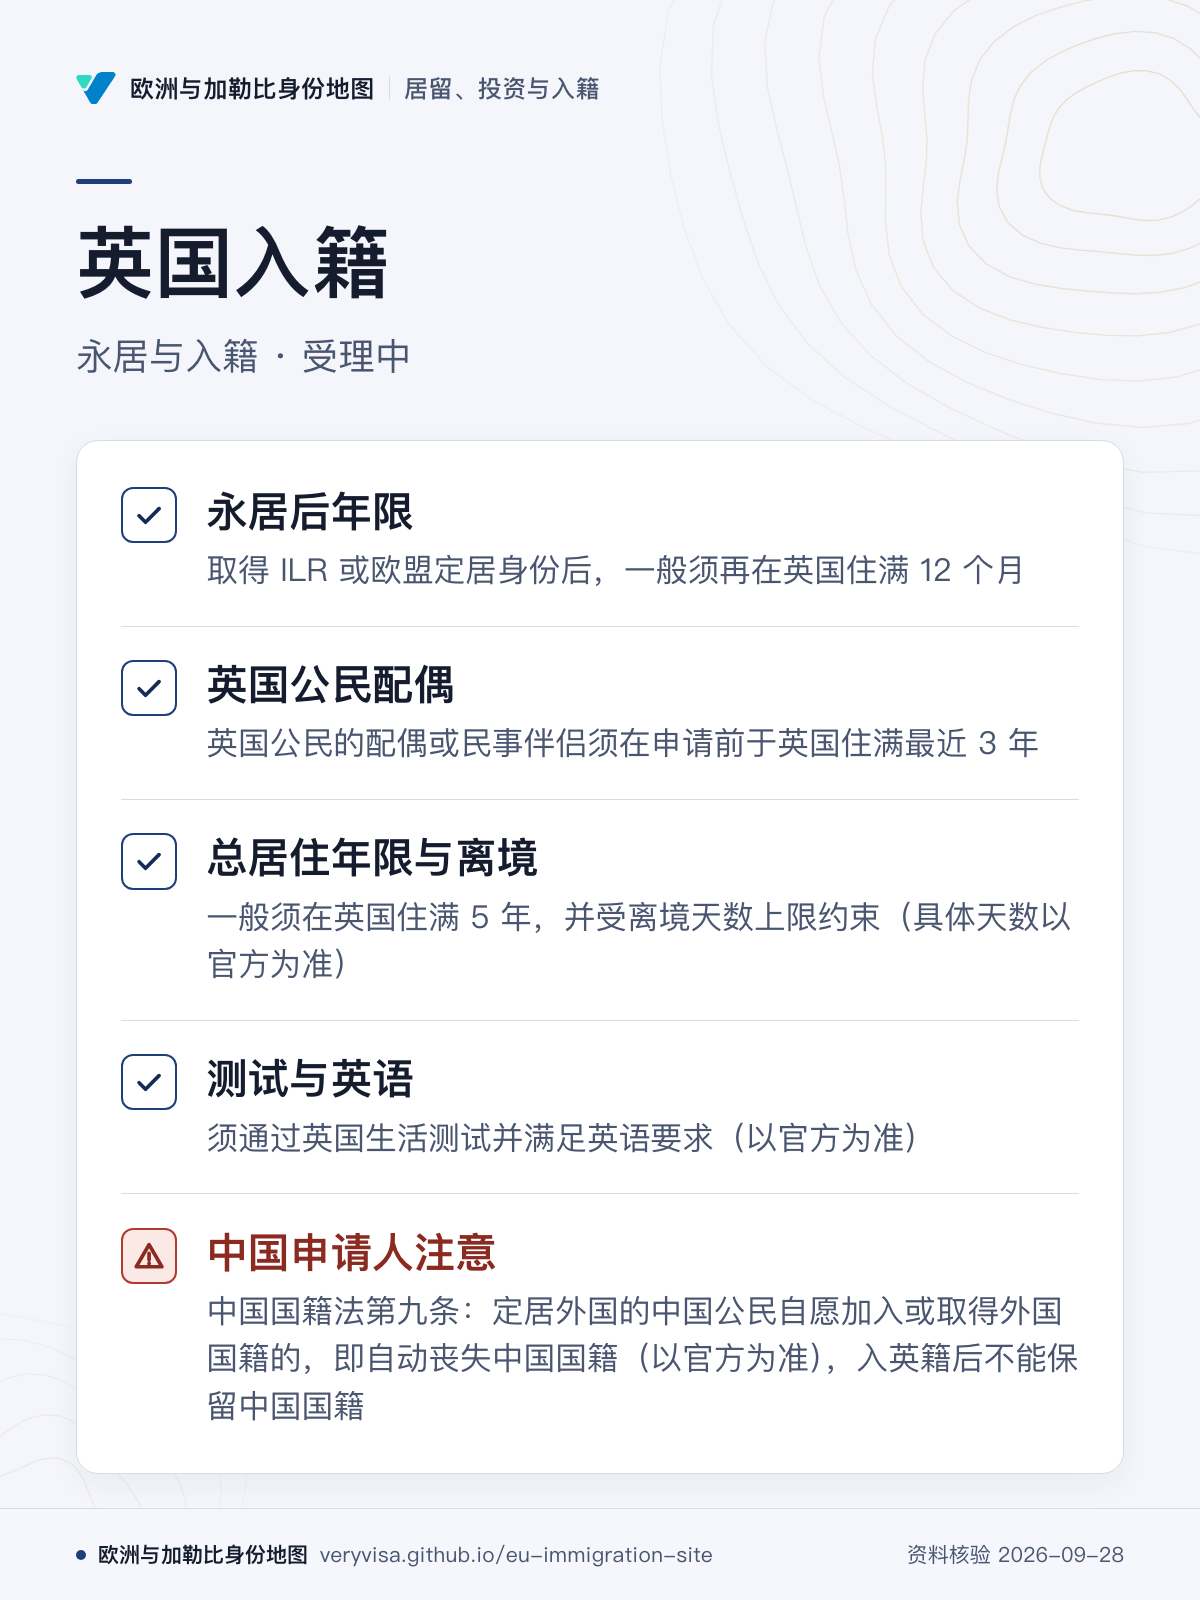 欧洲与加勒比身份地图 居留、投资与入籍
英国入籍
永居与入籍 · 受理中
永居后年限
取得 ILR 或欧盟定居身份后，一般须再在英国住满 12 个月
英国公民配偶
英国公民的配偶或民事伴侣须在申请前于英国住满最近 3 年
总居住年限与离境
一般须在英国住满 5 年，并受离境天数上限约束（具体天数以
官方为准）
测试与英语
须通过英国生活测试并满足英语要求（以官方为准）
中国申请人注意
中国国籍法第九条：定居外国的中国公民自愿加入或取得外国
国籍的，即自动丧失中国国籍（以官方为准），入英籍后不能保
留中国国籍
欧洲与加勒比身份地图 veryvisa.github.io/eu-immigration-site 资料核验 2026-09-28